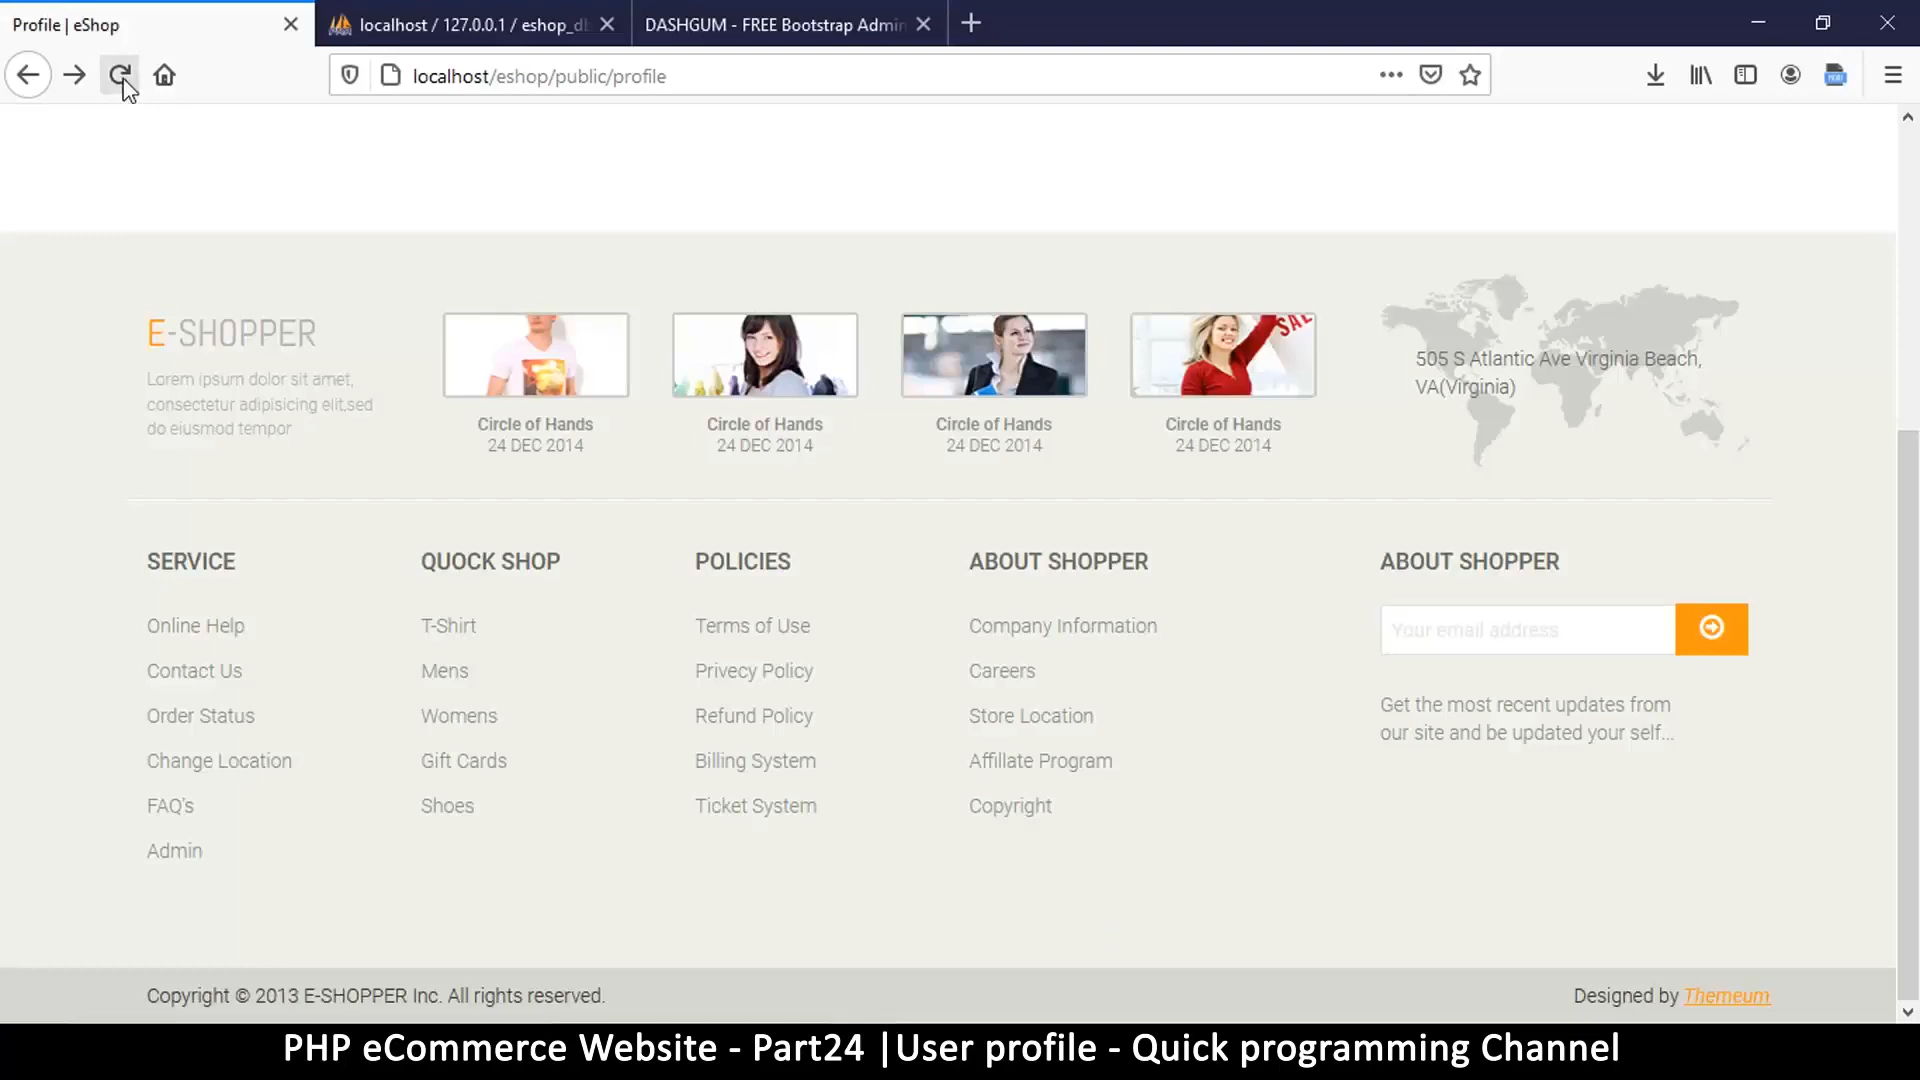 Profile | eShop
localhost / 127.0.0.1 / eshop_d
DASHGUM - FREE Bootstrap Admin
localhost/eshop/public/profile
E-SHOPPER
Lorem ipsum dolor sit amet,
consectetur adipisicing elit,sed
do eiusmod tempor
Circle of Hands
24 DEC 2014
Circle of Hands
24 DEC 2014
Circle of Hands
24 DEC 2014
SALE
Circle of Hands
24 DEC 2014
505 S Atlantic Ave Virginia Beach,
VA(Virginia)
SERVICE
Online Help
Contact Us
Order Status
Change Location
FAQ's
Admin
QUOCK SHOP
T-Shirt
Mens
Womens
Gift Cards
Shoes
POLICIES
Terms of Use
Privecy Policy
Refund Policy
Billing System
Ticket System
ABOUT SHOPPER
Company Information
Careers
Store Location
Affillate Program
Copyright
ABOUT SHOPPER
Your email address
Get the most recent updates from
our site and be updated your self...
Copyright © 2013 E-SHOPPER Inc. All rights reserved.
Designed by Themeum
PHP eCommerce Website - Part24 |User profile - Quick programming Channel